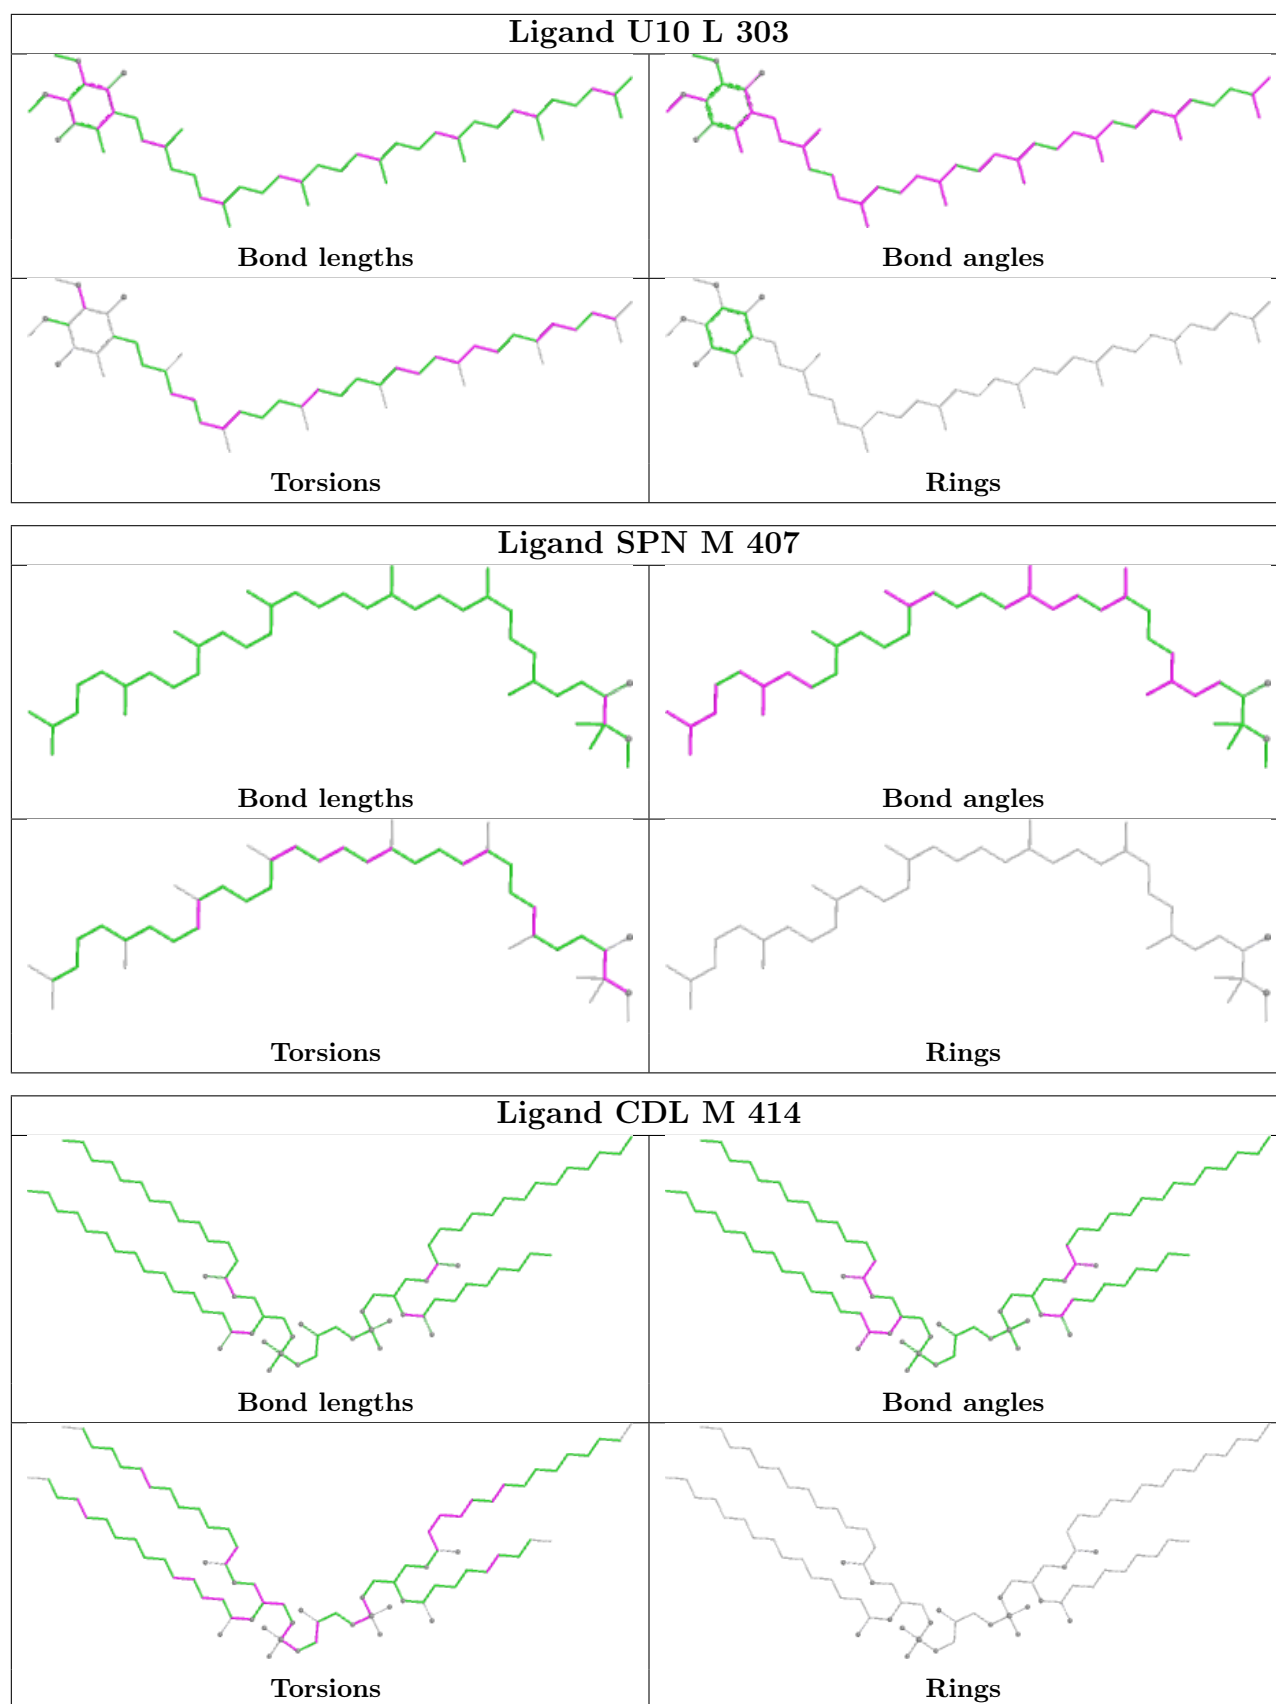 Ligand U10 L 303
Bond lengths
Bond angles
Torsions
Rings
Ligand SPN M 407
Bond lengths
Bond angles
Torsions
Rings
Ligand CDL M 414
Bond lengths
Bond angles
Torsions
Rings